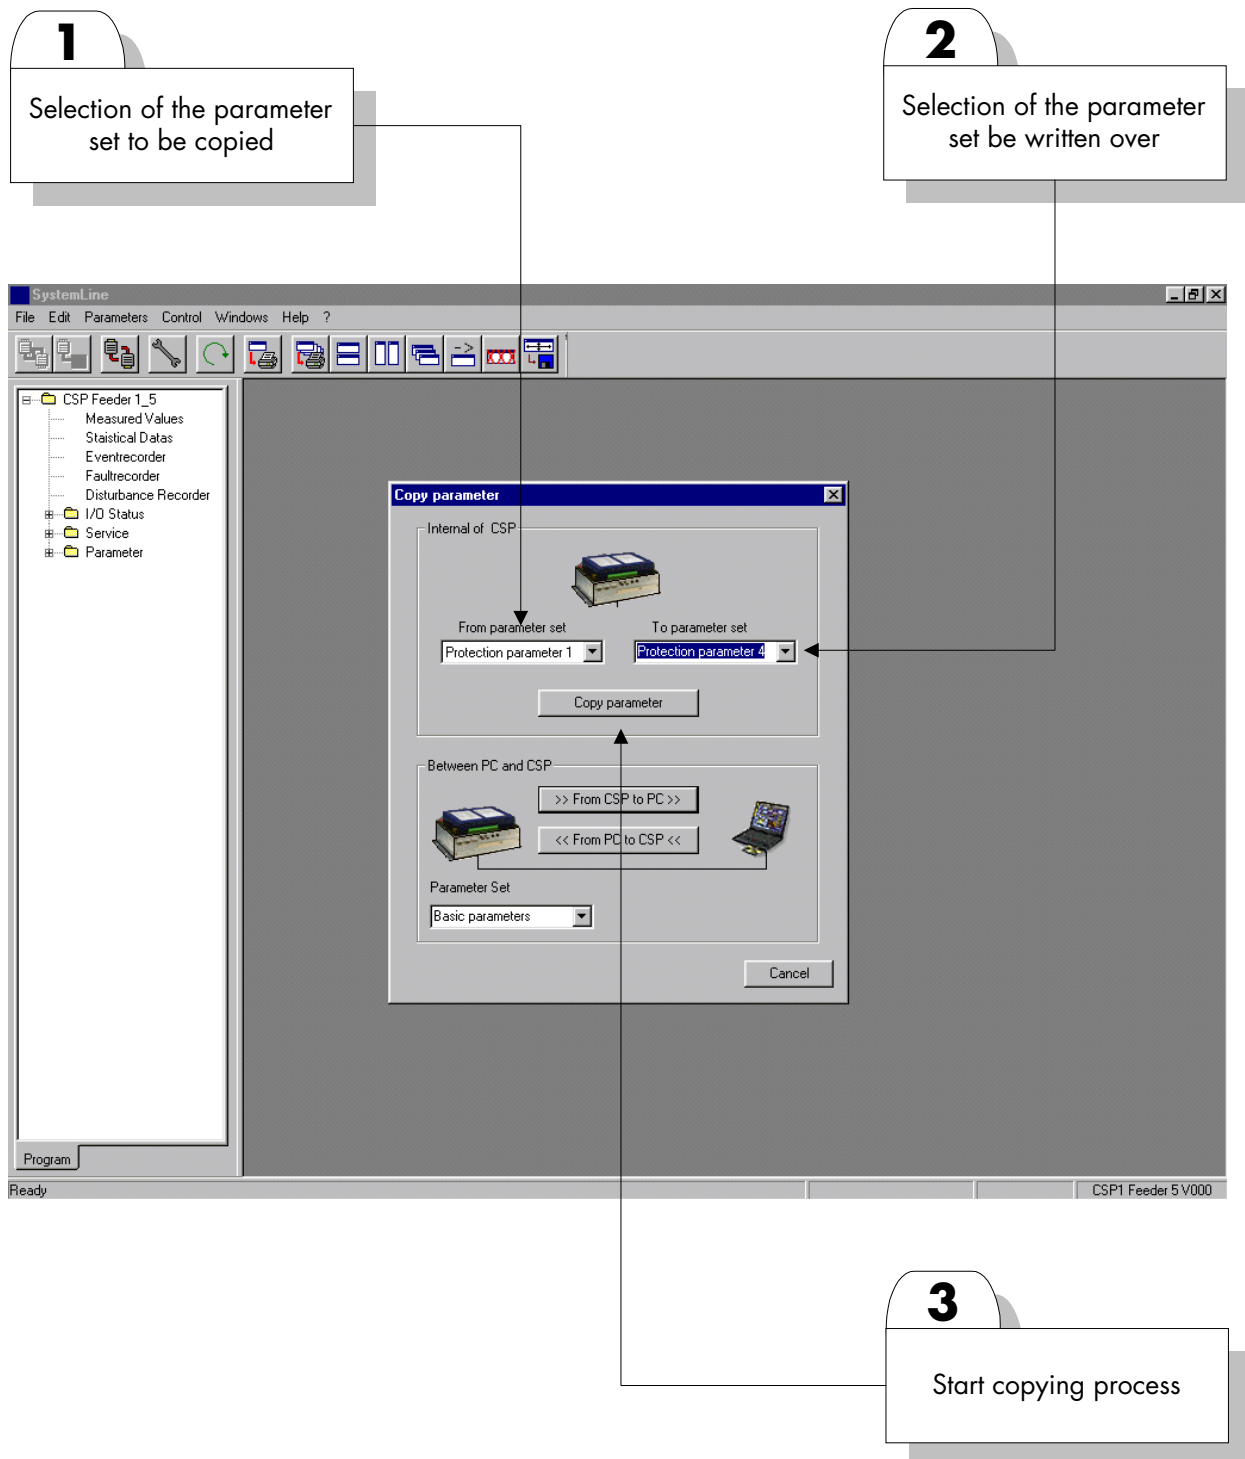 1
Selection of the parameter
set to be copied
2
Selection of the parameter
set be written over
SystemLine
File Edit Parameters Control Windows Help ?
CSP Feeder 1_5
Measured Values
Staistical Datas
Eventrecorder
Faultrecorder
Disturbance Recorder
I/O Status
Service
Parameter
Copy parameter
Internal of CSP
From parameter set To parameter set
Protection parameter 1 Protection parameter 4
Copy parameter
Between PC and CSP
>> From CSP to PC >>
<< From PC to CSP <<
Parameter Set
Basic parameters
Cancel
Program
Ready CSP1 Feeder 5 V000
3
Start copying process